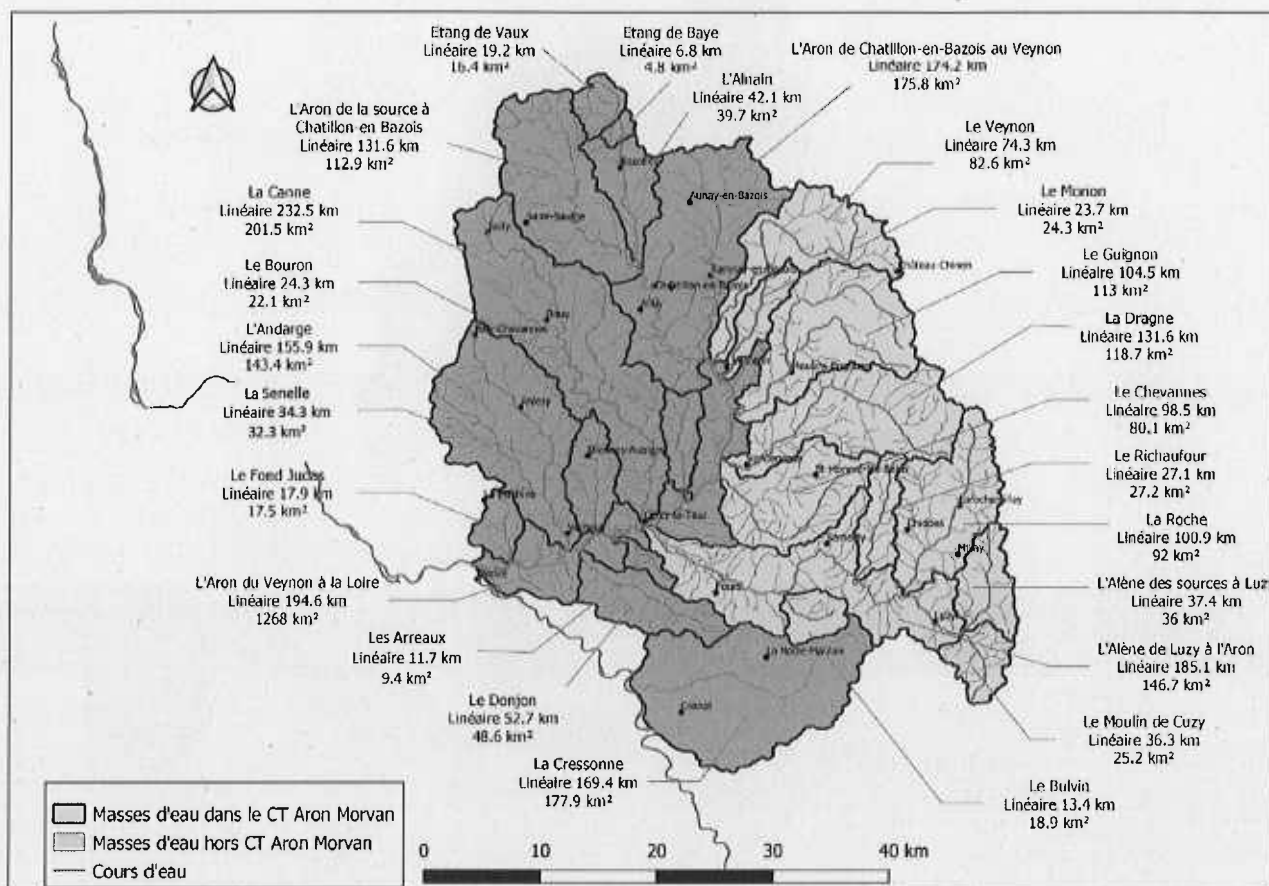 Etang de Vaux
Linéaire 19.2 km
16.4 km²
Etang de Baye
Linéaire 6.8 km
4.8 km²
L'Aron de Chatillon-en-Bazois au Veynon
Linéaire 174.2 km
175.8 km²
L'Alnain
Linéaire 42.1 km
39.7 km²
L'Aron de la source à
Chatillon-en Bazois
Linéaire 131.6 km
112.9 km²
Le Veynon
Linéaire 74.3 km
82.6 km²
La Canne
Linéaire 232.5 km
201.5 km²
Le Monon
Linéaire 23.7 km
24.3 km²
Le Bouron
Linéaire 24.3 km
22.1 km²
Le Guignon
Linéaire 104.5 km
113 km²
L'Andarge
Linéaire 155.9 km
143.4 km²
La Dragne
Linéaire 131.6 km
118.7 km²
La Senelle
Linéaire 34.3 km
32.3 km²
Le Chevannes
Linéaire 98.5 km
80.1 km²
Le Fond Judas
Linéaire 17.9 km
17.5 km²
Le Richaufour
Linéaire 27.1 km
27.2 km²
La Roche
Linéaire 100.9 km
92 km²
L'Aron du Veynon à la Loire
Linéaire 194.6 km
1268 km²
L'Alène des sources à Luzy
Linéaire 37.4 km
36 km²
Les Arreaux
Linéaire 11.7 km
9.4 km²
L'Alène de Luzy à l'Aron
Linéaire 185.1 km
146.7 km²
Le Donjon
Linéaire 52.7 km
48.6 km²
Le Moulin de Cuzy
Linéaire 36.3 km
25.2 km²
La Cressonne
Linéaire 169.4 km
177.9 km²
Le Bulvin
Linéaire 13.4 km
18.9 km²
Aunay-en-Bazois
Château Chinon
Millay
Masses d'eau dans le CT Aron Morvan
Masses d'eau hors CT Aron Morvan
Cours d'eau
0 10 20 30 40 km